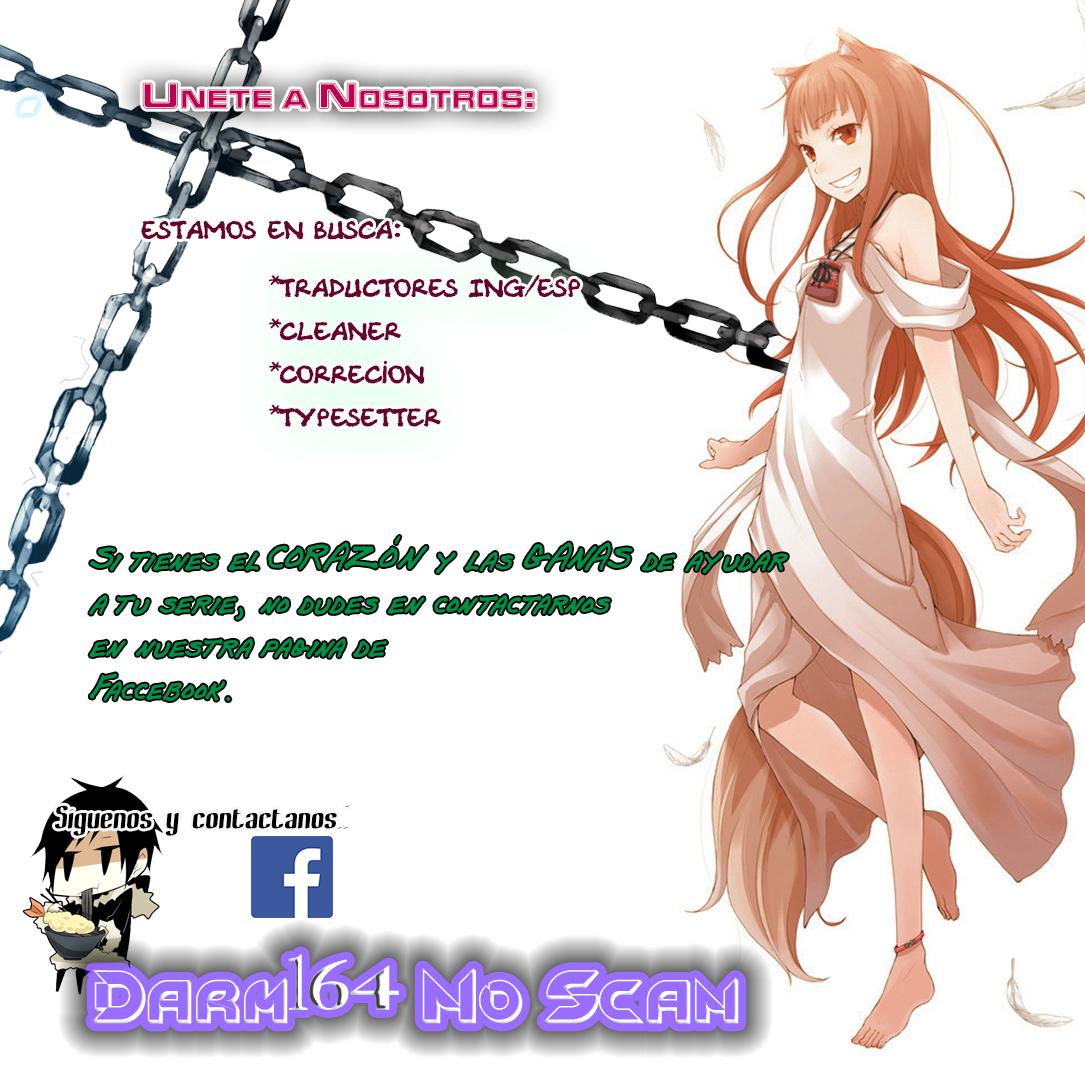 Unete a Nosotros:
ESTAMOS EN BUSCA:
*TRADUCTORES ING/ESP
*CLEANER
*CORRECION
*TYPESETTER
Si tienes el CORAZÓN y las GANAS de ayudar
a tu serie, no dudes en contactarnos
en nuestra pagina de
Faccebook.
Siguenos y contactanos..
f
Darm164 No Scan